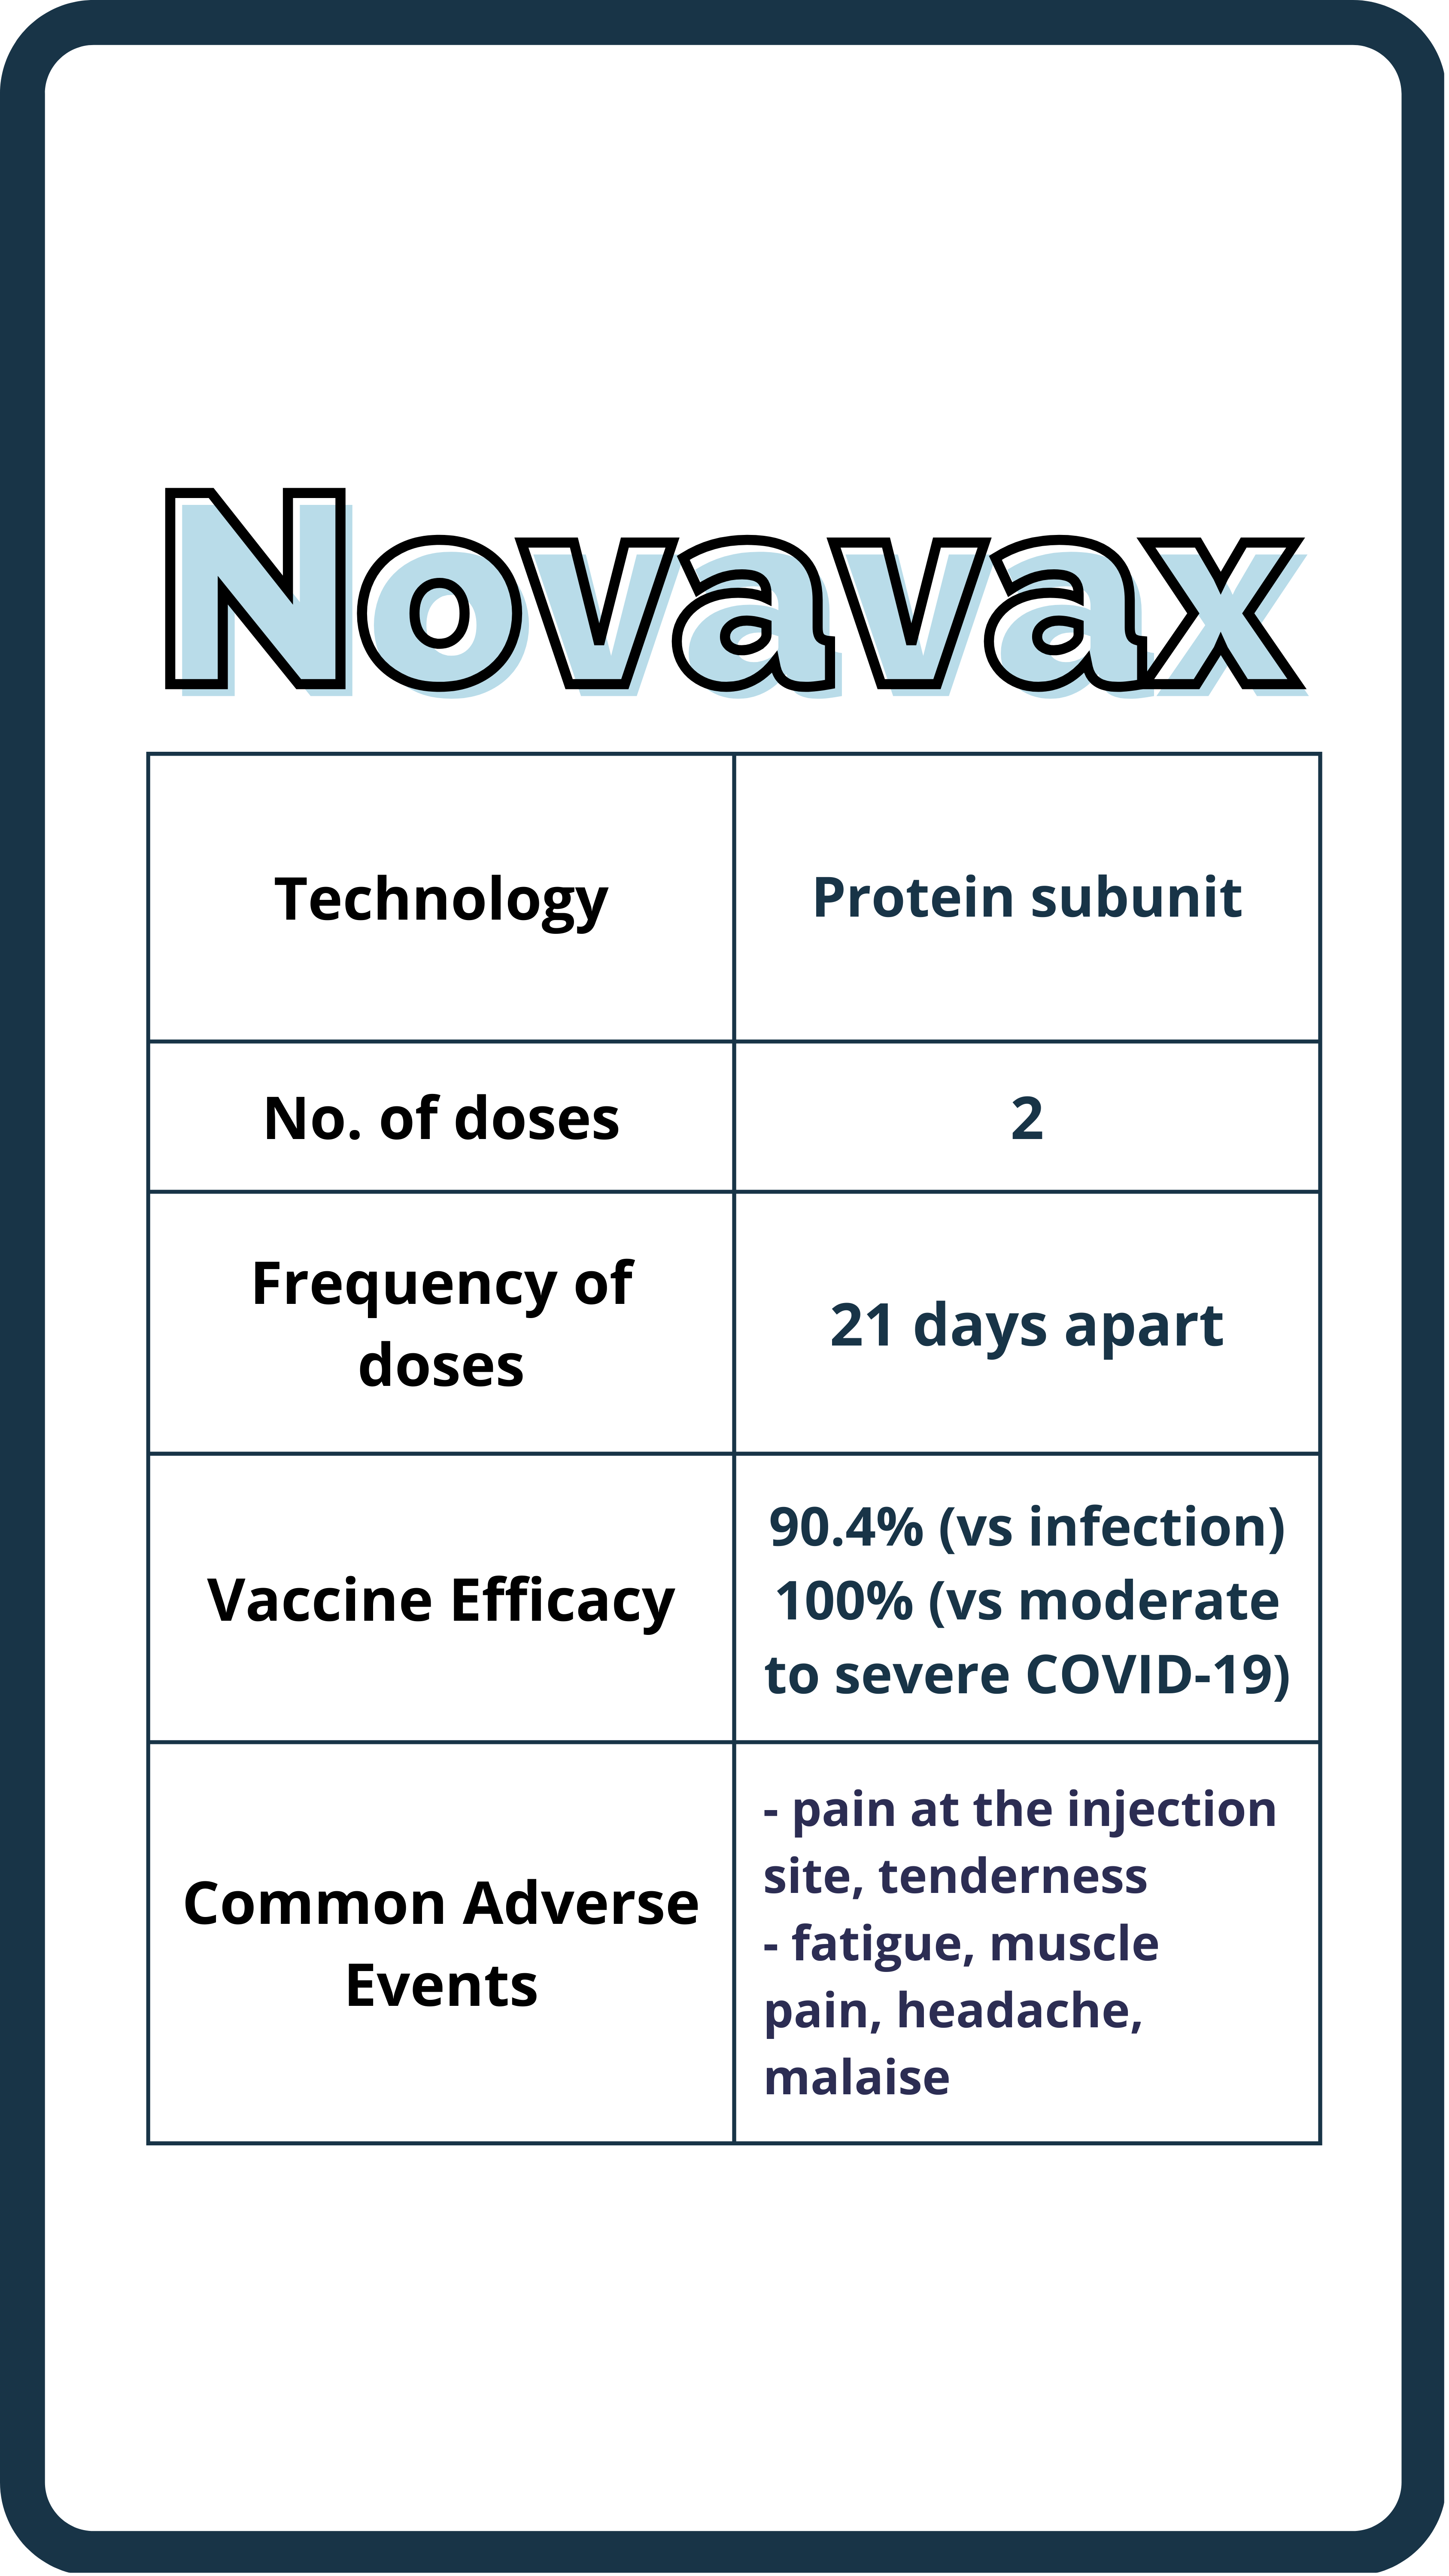 Novavax
Technology
Protein subunit
No. of doses
2
Frequency of
doses
21 days apart
Vaccine Efficacy
90.4% (vs infection)
100% (vs moderate
to severe COVID-19)
Common Adverse
Events
- pain at the injection
site, tenderness
- fatigue, muscle
pain, headache,
malaise